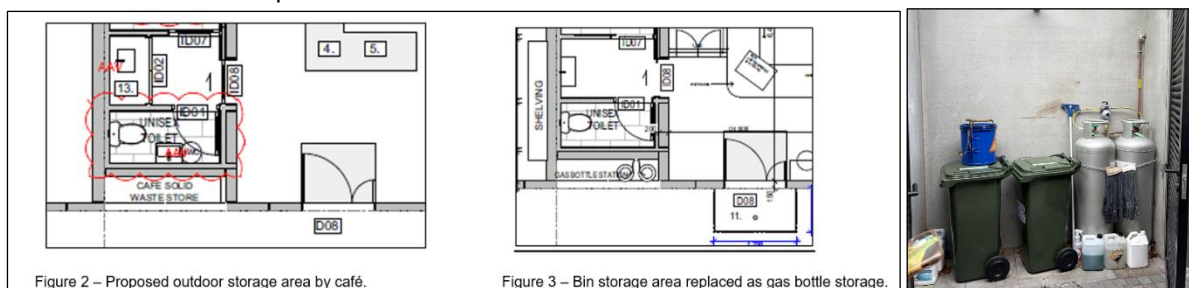 ID07
4. 5.
AAV
ID02
13.
ID08
ID01
UNISEX
TOILET
CAFE SOLID
WASTE STORE
D08
Figure 2 – Proposed outdoor storage area by café.
ID07
SHELVING
ID08
ID01
UNISEX
TOILET
GAS BOTTLE STATION
D08
11.
Figure 3 – Bin storage area replaced as gas bottle storage.